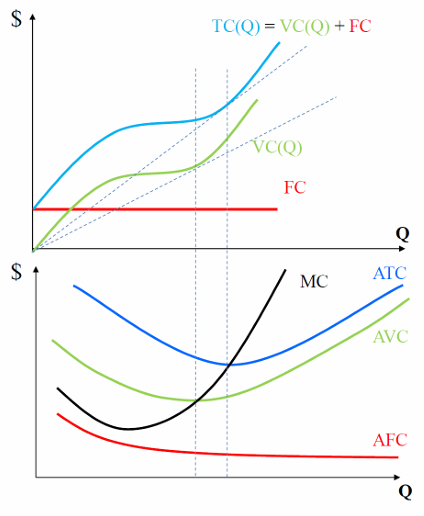 $
TC(Q) = VC(Q) + FC
VC(Q)
FC
Q
$
MC
ATC
AVC
AFC
Q